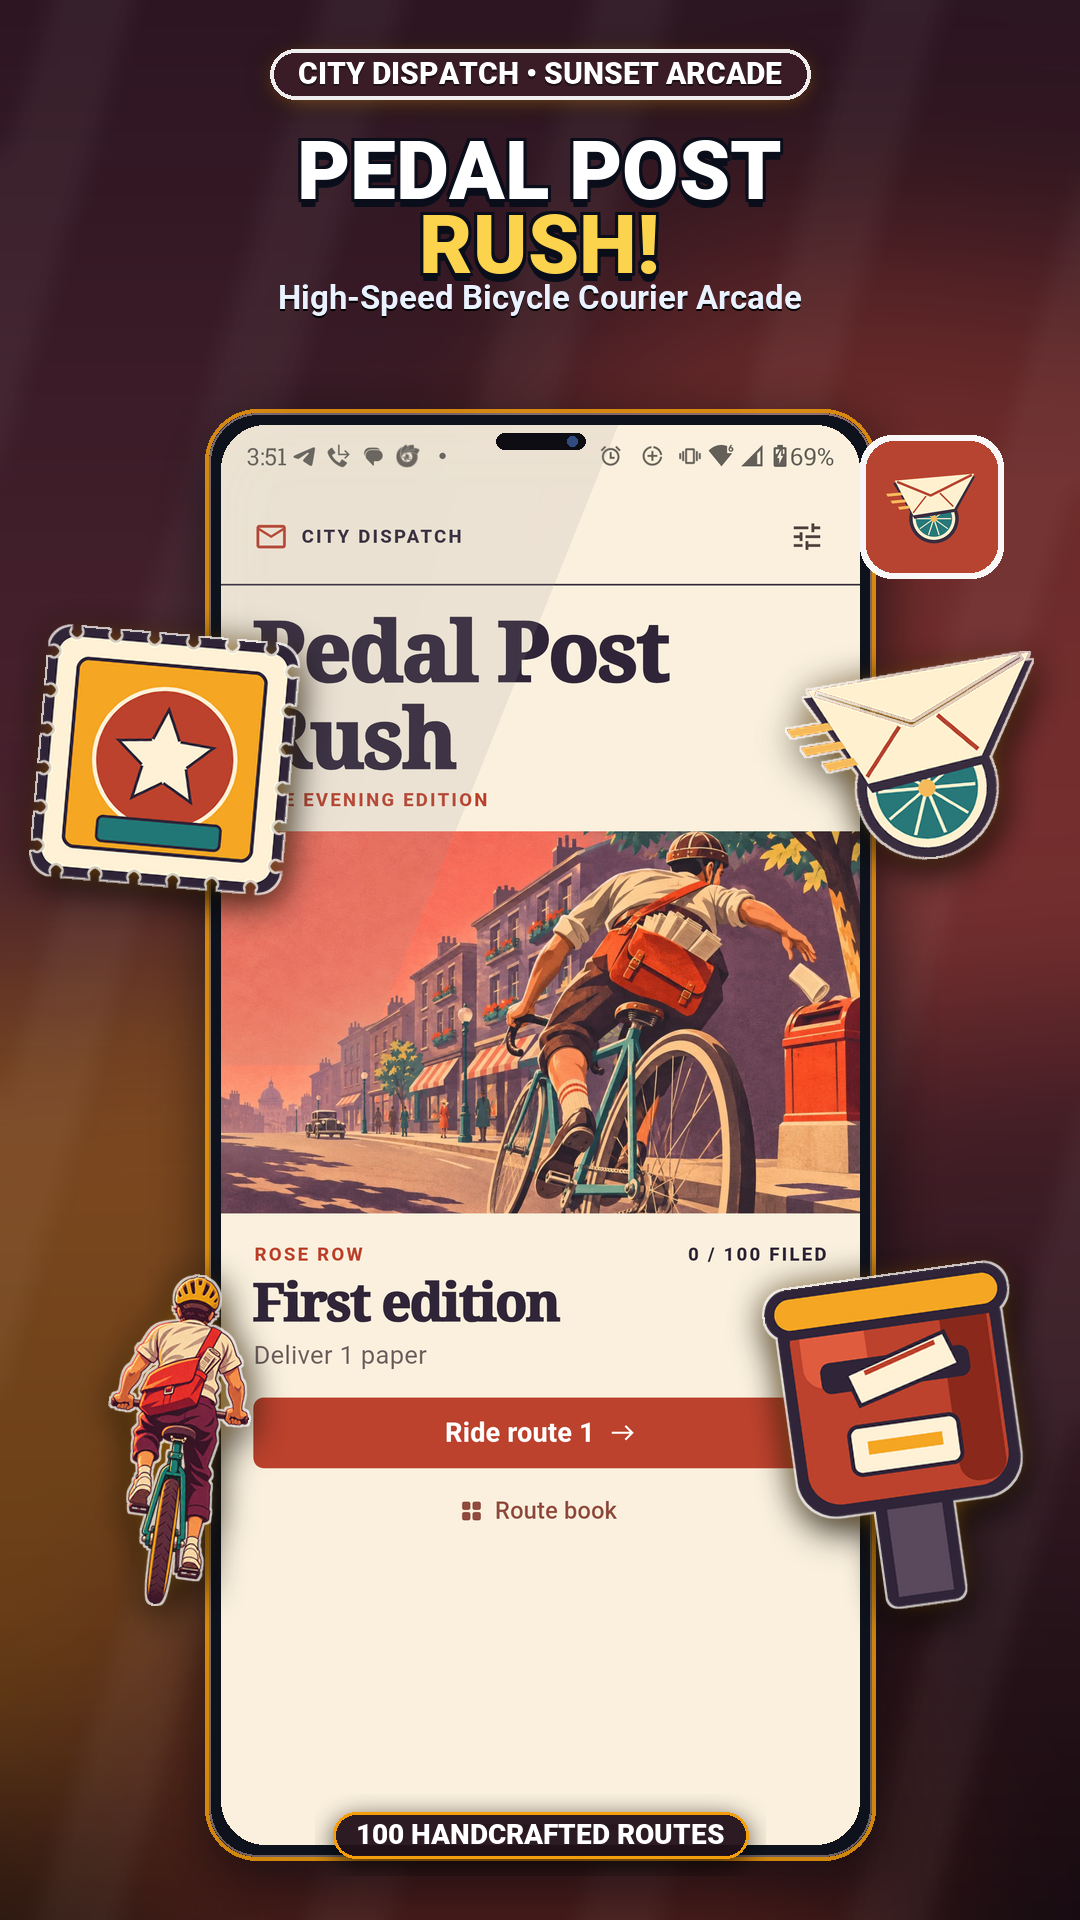 CITY DISPATCH • SUNSET ARCADE
PEDAL POST
RUSH!
High-Speed Bicycle Courier Arcade
3:51
6
69%
CITY DISPATCH
Pedal Post
Rush
EVENING EDITION
ROSE ROW
0 / 100 FILED
First edition
Deliver 1 paper
Ride route 1 →
Route book
100 HANDCRAFTED ROUTES